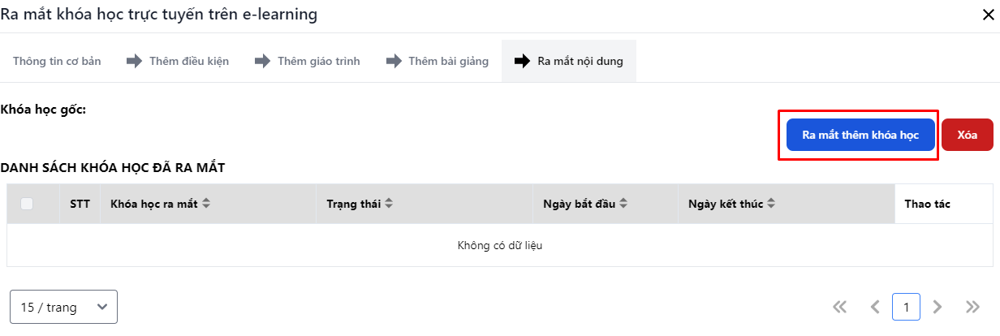 Ra mắt khóa học trực tuyến trên e-learning
Thông tin cơ bản Thêm điều kiện Thêm giáo trình Thêm bài giảng Ra mắt nội dung
Khóa học gốc:
Ra mắt thêm khóa học Xóa
DANH SÁCH KHÓA HỌC ĐÃ RA MẮT
STT Khóa học ra mắt Trạng thái Ngày bắt đầu Ngày kết thúc Thao tác
Không có dữ liệu
15 / trang 1